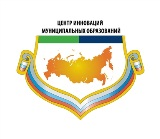 ЦЕНТР ИННОВАЦИЙ
МУНИЦИПАЛЬНЫХ ОБРАЗОВАНИЙ